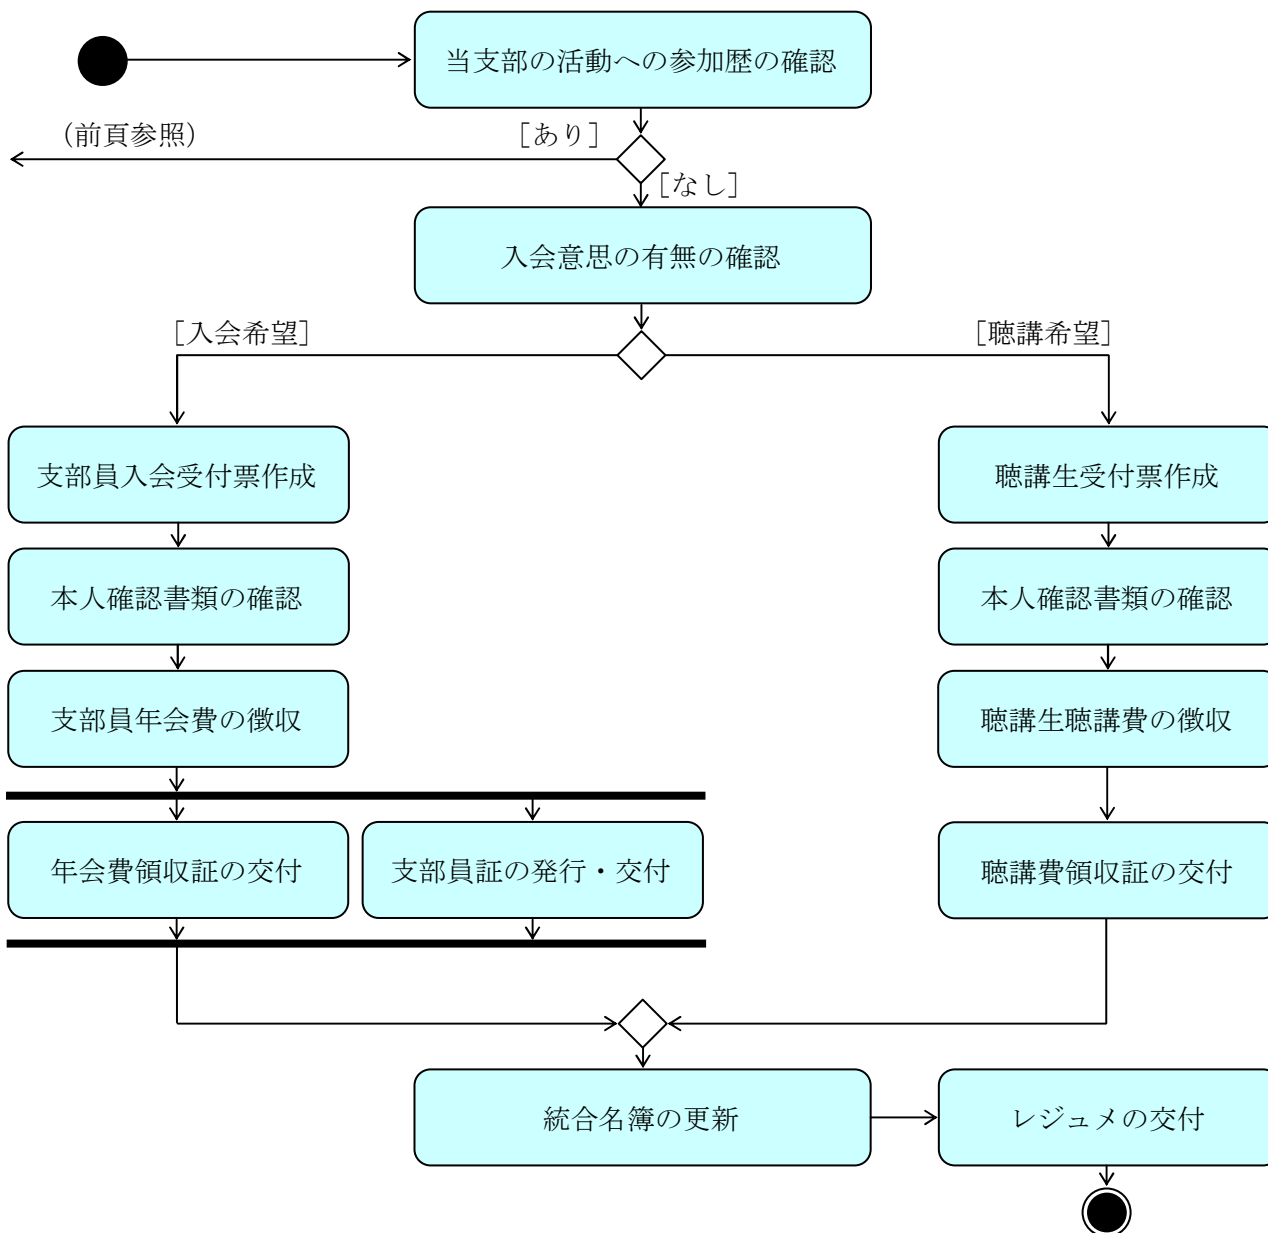 当支部の活動への参加歴の確認
(前頁参照)
[あり]
[なし]
入会意思の有無の確認
[入会希望]
[聴講希望]
支部員入会受付票作成
聴講生受付票作成
本人確認書類の確認
本人確認書類の確認
支部員年会費の徴収
聴講生聴講費の徴収
年会費領収証の交付
支部員証の発行・交付
聴講費領収証の交付
統合名簿の更新
レジュメの交付